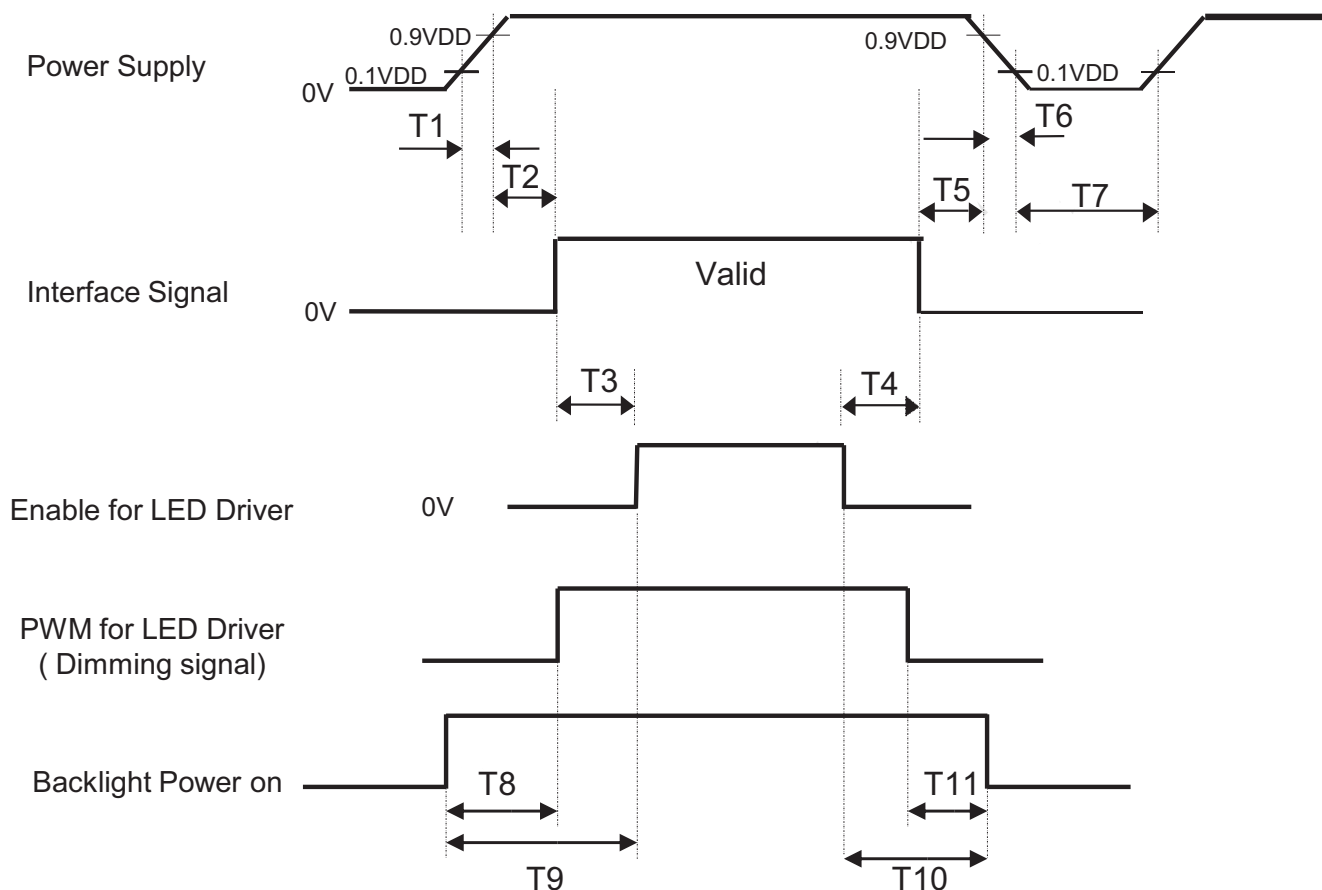 0.9VDD
0.9VDD
Power Supply
0.1VDD
0.1VDD
0V
T1
T6
T2
T5
T7
Valid
Interface Signal
0V
T3
T4
Enable for LED Driver
0V
PWM for LED Driver
( Dimming signal)
Backlight Power on
T8
T11
T9
T10